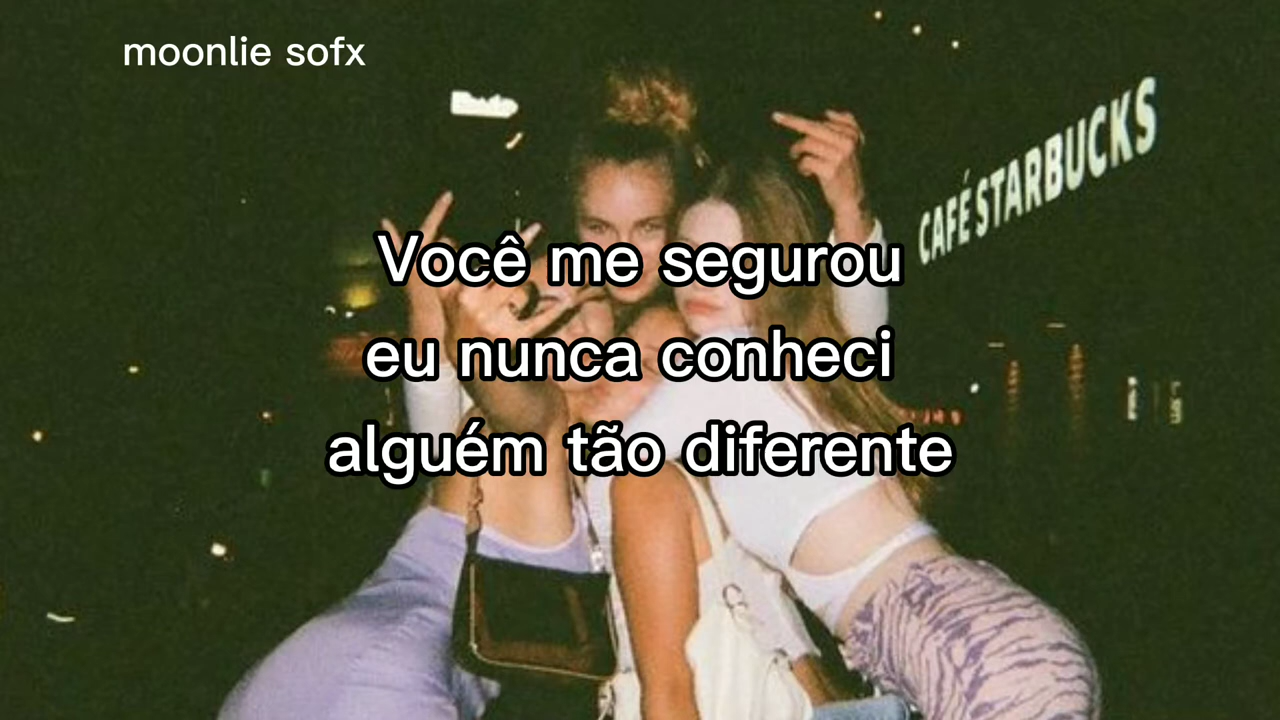 moonlie sofx
CAFÉ STARBUCKS
Você me segurou
eu nunca conheci
alguém tão diferente